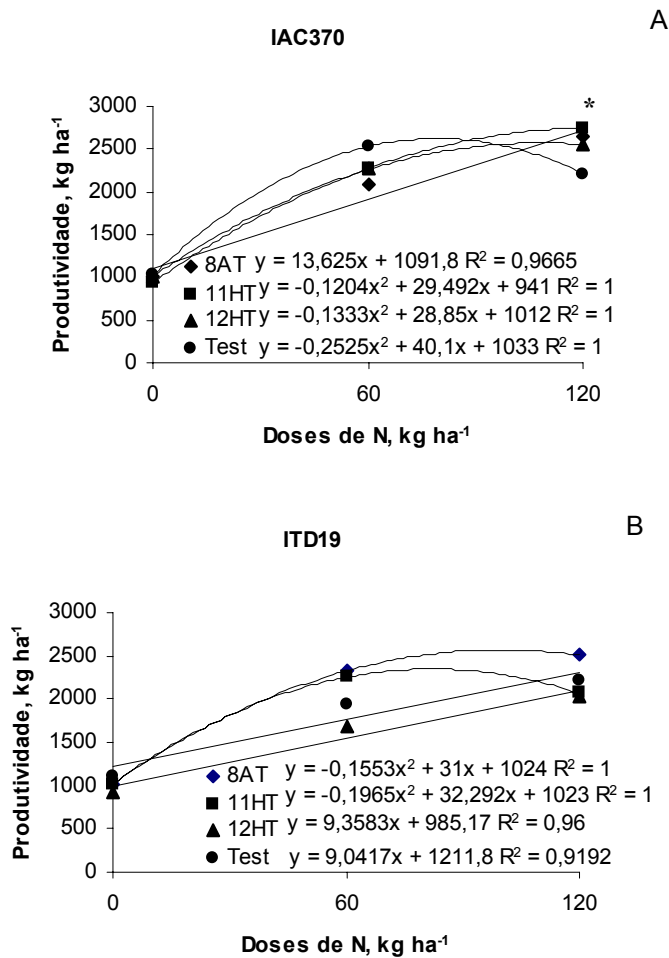 A
IAC370
*
3000
2500
2000
1500
1000
500
0
Produtividade, kg ha-1
8AT y = 13,625x + 1091,8 R² = 0,9665
11HT y = -0,1204x² + 29,492x + 941 R² = 1
12HT y = -0,1333x² + 28,85x + 1012 R² = 1
Test y = -0,2525x² + 40,1x + 1033 R² = 1
0 60 120
Doses de N, kg ha-1
B
ITD19
3000
2500
2000
1500
1000
500
0
Produtividade, kg ha-1
8AT y = -0,1553x² + 31x + 1024 R² = 1
11HT y = -0,1965x² + 32,292x + 1023 R² = 1
12HT y = 9,3583x + 985,17 R² = 0,96
Test y = 9,0417x + 1211,8 R² = 0,9192
0 60 120
Doses de N, kg ha-1